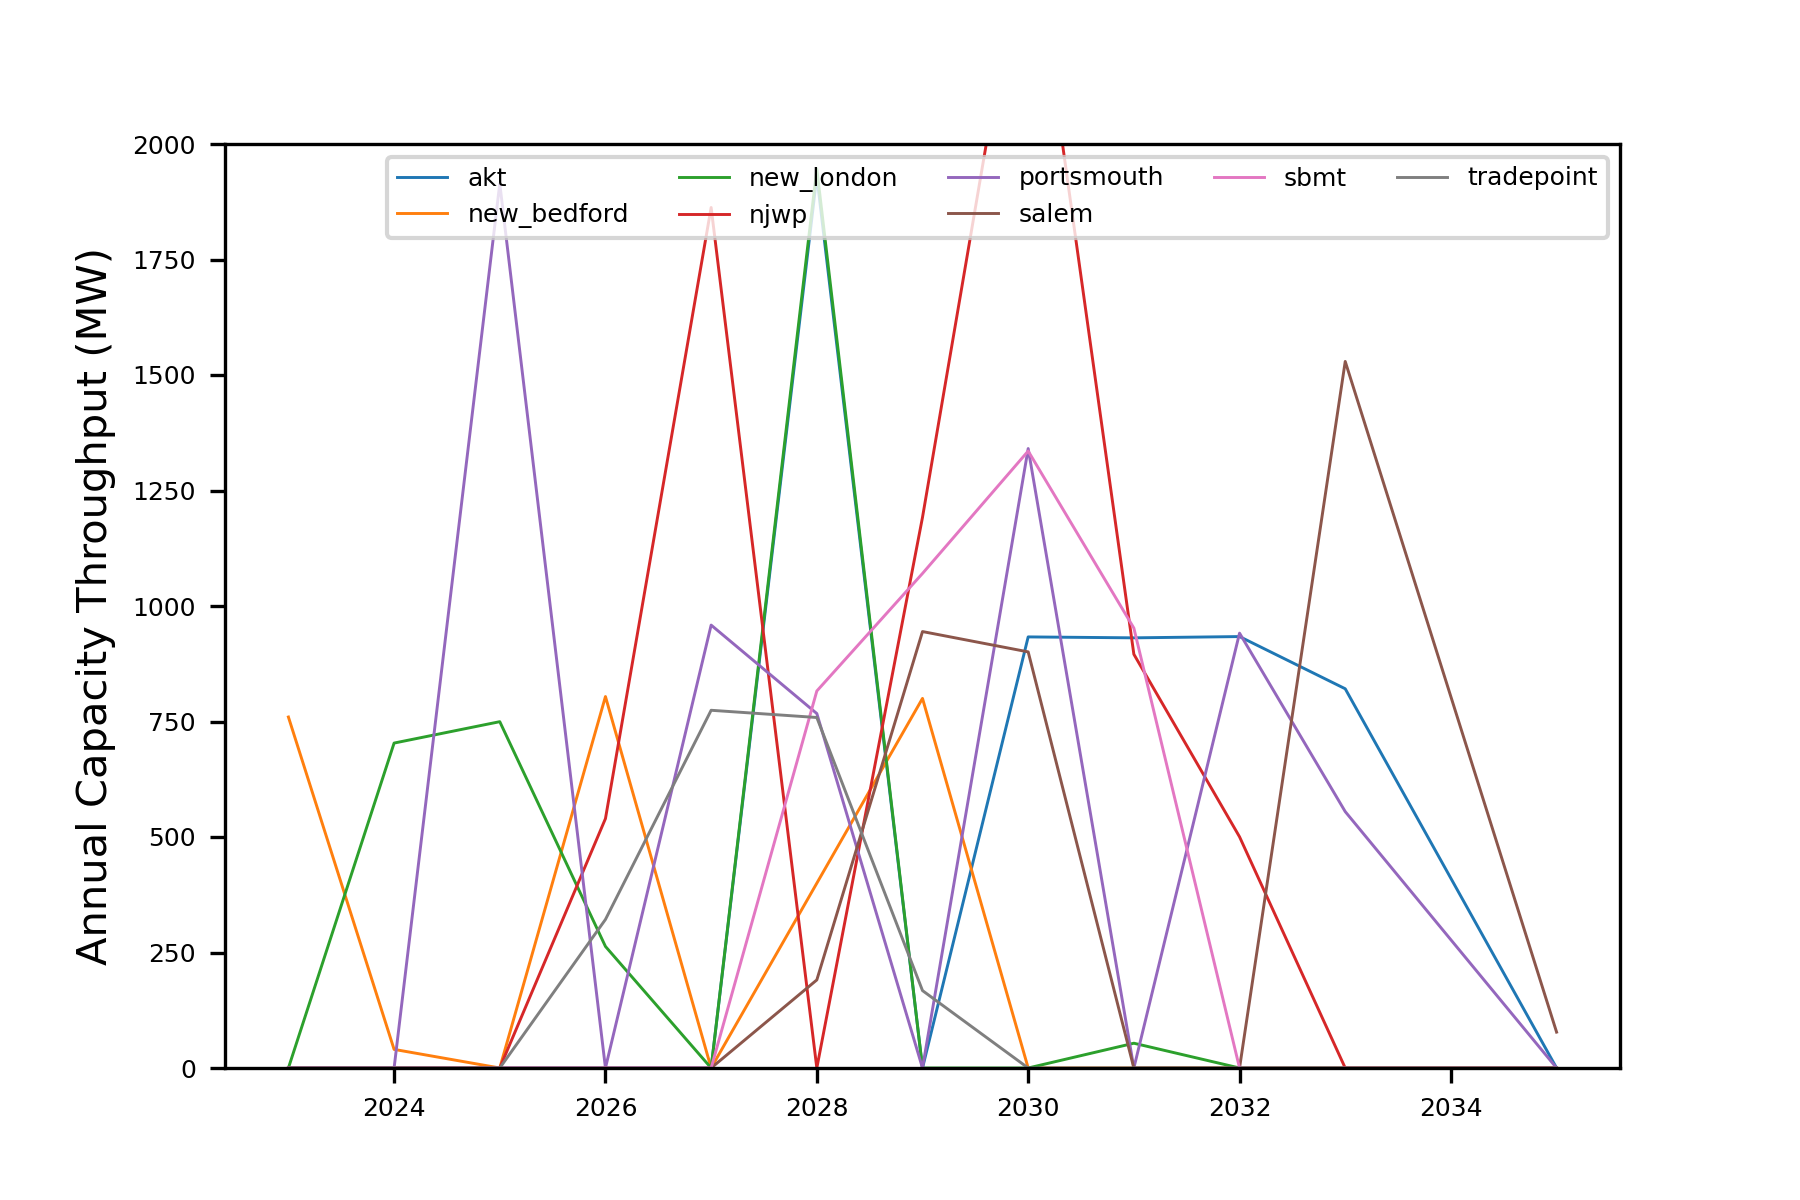 Annual Capacity Throughput (MW)
2000
1750
1500
1250
1000
750
500
250
0
akt
new_bedford
new_london
njwp
portsmouth
salem
sbmt
tradepoint
2024 2026 2028 2030 2032 2034